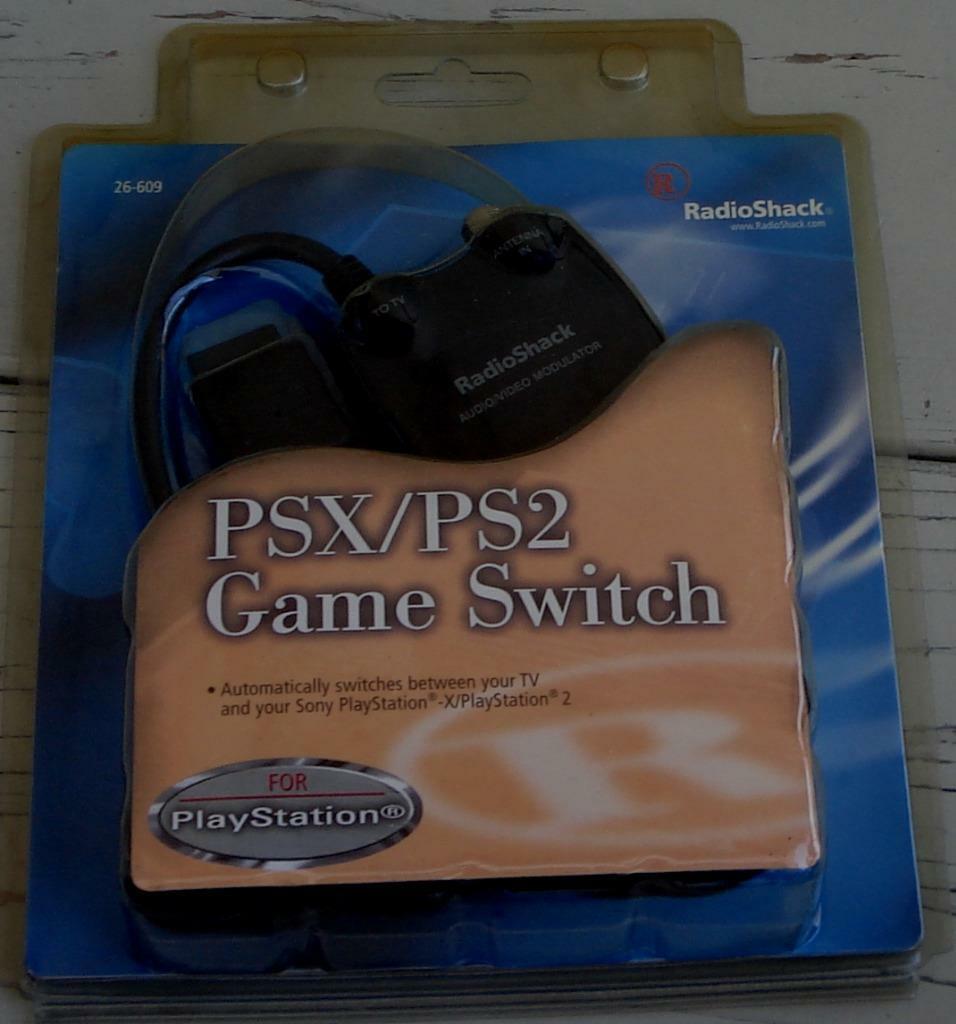 26-609
R
RadioShack®
www.RadioShack.com
ANTENNA
IN
TO TV
RadioShack
AUDIO/VIDEO MODULATOR
PSX/PS2
Game Switch
• Automatically switches between your TV
and your Sony PlayStation®-X/PlayStation® 2
R
FOR
PlayStation®